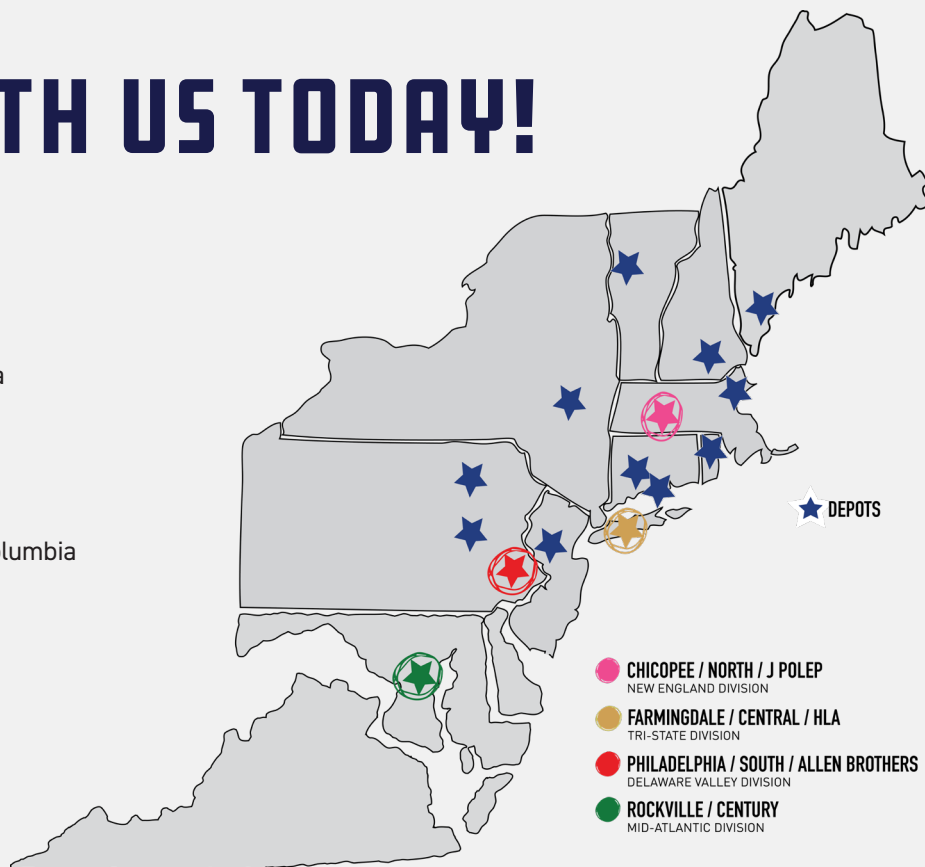 TH US TODAY!
a
lumbia
DEPOTS
CHICOPEE / NORTH / J POLEP
NEW ENGLAND DIVISION
FARMINGDALE / CENTRAL / HLA
TRI-STATE DIVISION
PHILADELPHIA / SOUTH / ALLEN BROTHERS
DELAWARE VALLEY DIVISION
ROCKVILLE / CENTURY
MID-ATLANTIC DIVISION